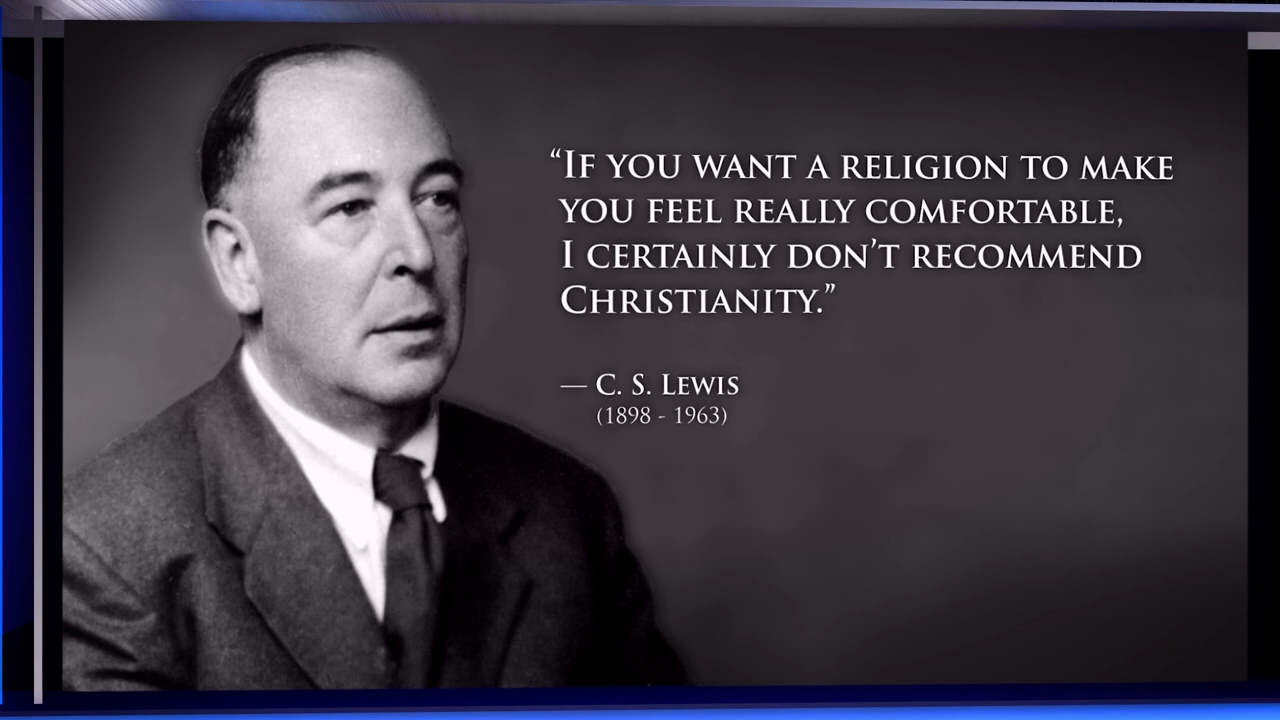 “If you want a religion to make
you feel really comfortable,
I certainly don’t recommend
Christianity.”
— C. S. Lewis
(1898 - 1963)